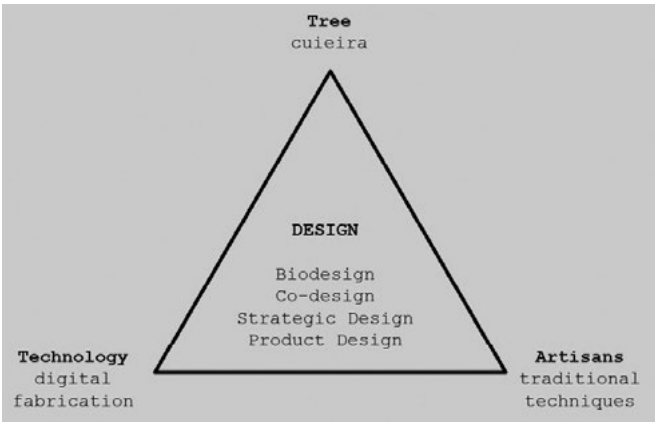 Tree
cuieira
DESIGN
Biodesign
Co-design
Strategic Design
Product Design
Technology
digital
fabrication
Artisans
traditional
techniques